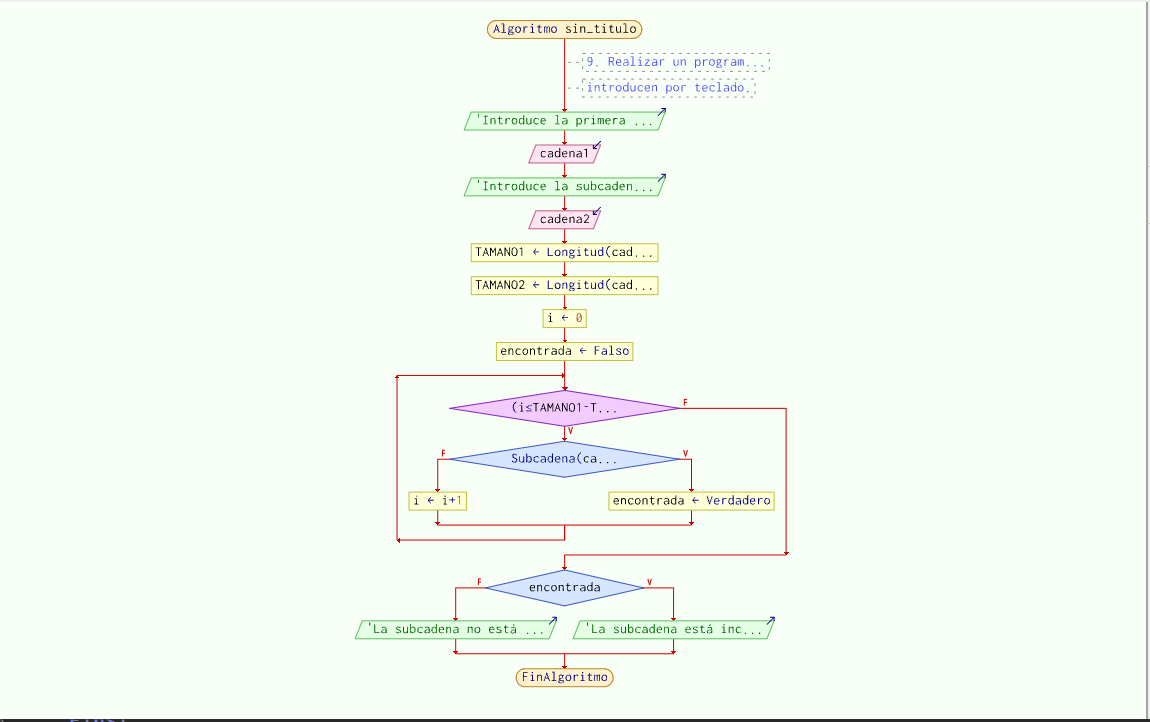 Algoritmo sin_titulo
9. Realizar un program...
introducen por teclado.
'Introduce la primera ...
cadena1
'Introduce la subcaden...
cadena2
TAMANO1 ← Longitud(cad...
TAMANO2 ← Longitud(cad...
i ← 0
encontrada ← Falso
(i≤TAMANO1-T...
F
V
Subcadena(ca...
F
V
i ← i+1
encontrada ← Verdadero
encontrada
F
V
'La subcadena no está ...
'La subcadena está inc...
FinAlgoritmo